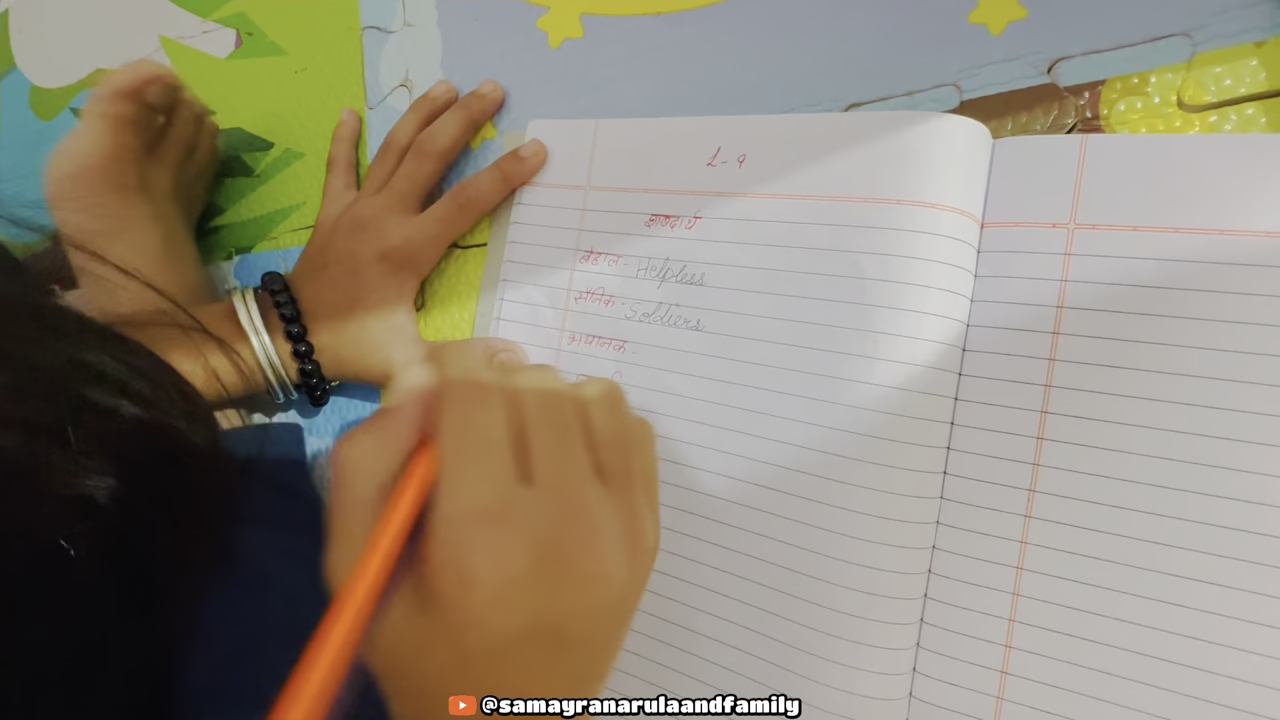 L-9
शब्दार्थ
बेहाल- Helpless
सैनिक- Soldiers
भयानक-
@samayranarulaandfamily